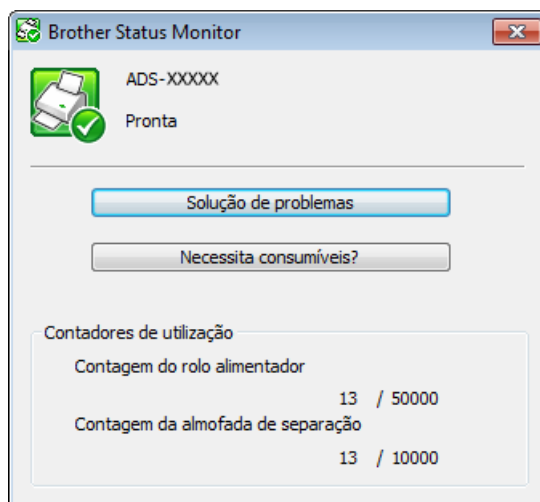 Brother Status Monitor
ADS-XXXXX
Pronta
Solução de problemas
Necessita consumíveis?
Contadores de utilização
Contagem do rolo alimentador
13 / 50000
Contagem da almofada de separação
13 / 10000